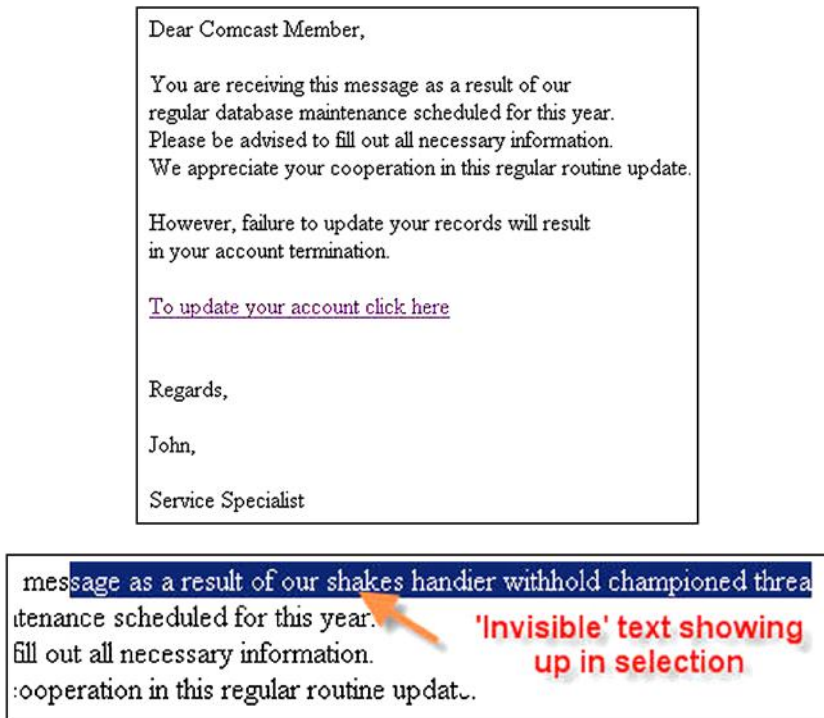 Dear Comcast Member,
You are receiving this message as a result of our
regular database maintenance scheduled for this year.
Please be advised to fill out all necessary information.
We appreciate your cooperation in this regular routine update.
However, failure to update your records will result
in your account termination.
To update your account click here
Regards,
John,
Service Specialist
message as a result of our shakes handier withhold championed threa
tenance scheduled for this year.
fill out all necessary information.
cooperation in this regular routine update.
'Invisible' text showing
up in selection